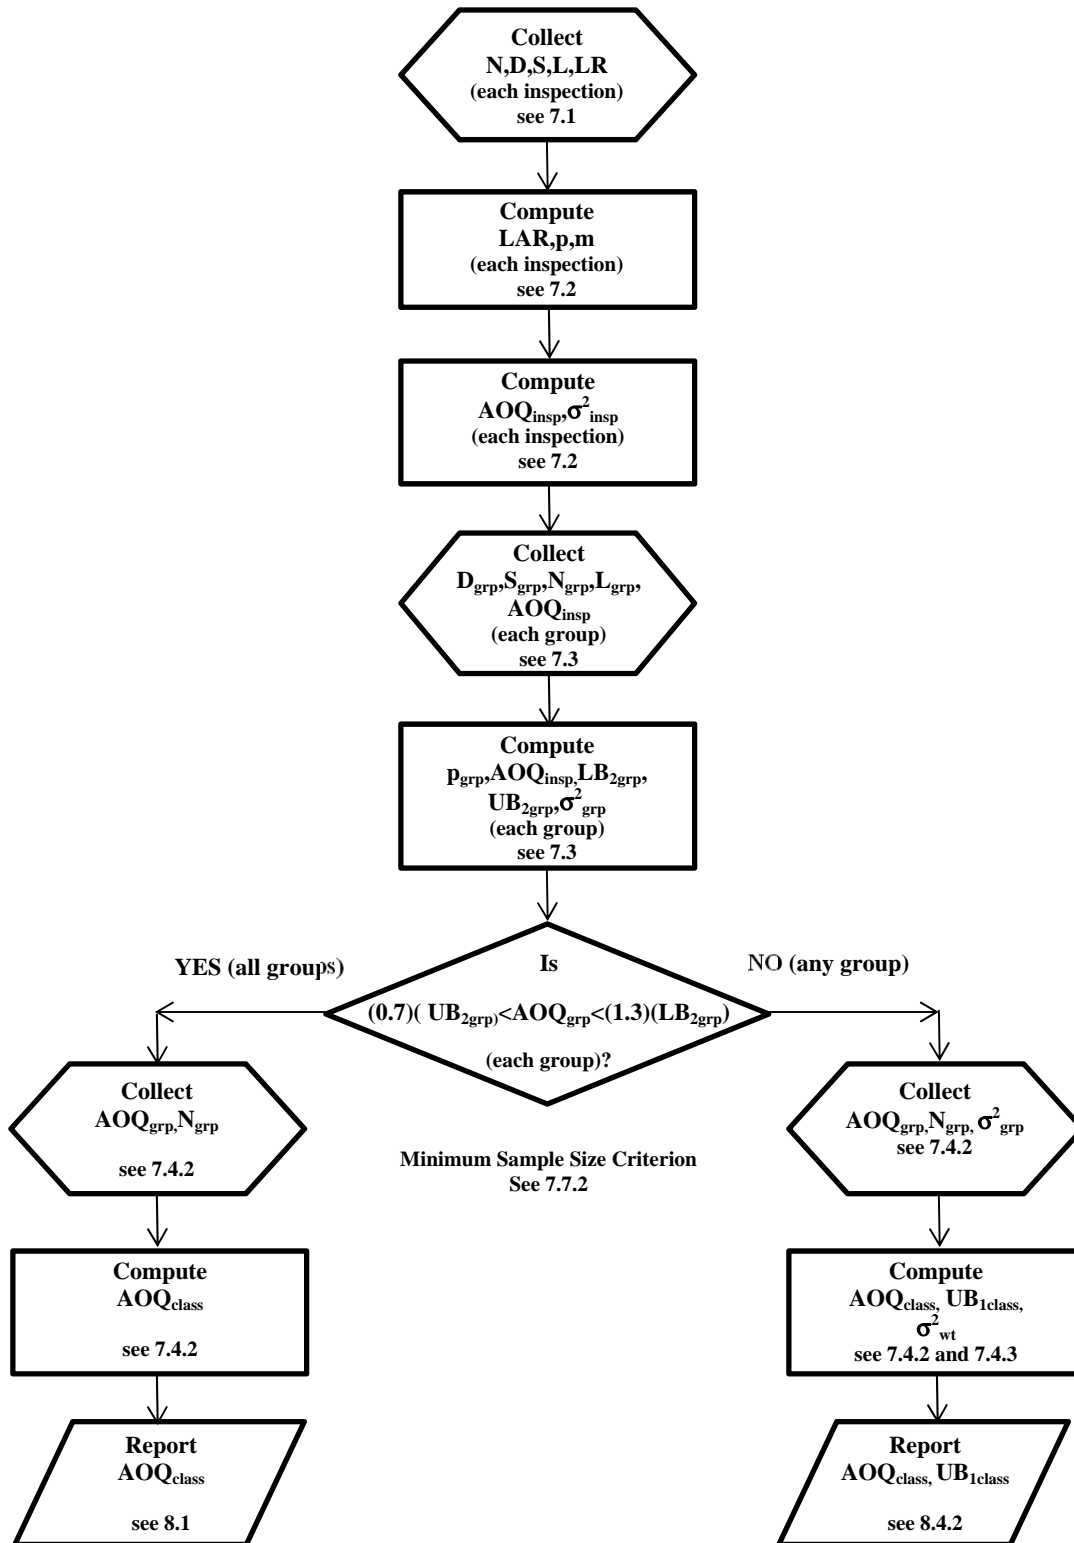 Collect
N,D,S,L,LR
(each inspection)
see 7.1
Compute
LAR,p,m
(each inspection)
see 7.2
Compute
AOQinsp,σ2insp
(each inspection)
see 7.2
Collect
Dgrp,Sgrp,Ngrp,Lgrp,
AOQinsp
(each group)
see 7.3
Compute
pgrp,AOQinsp,LB2grp,
UB2grp,σ2grp
(each group)
see 7.3
YES (all groups)
Is
(0.7)( UB2grp)<AOQgrp<(1.3)(LB2grp)
(each group)?
NO (any group)
Collect
AOQgrp,Ngrp
see 7.4.2
Minimum Sample Size Criterion
See 7.7.2
Collect
AOQgrp,Ngrp, σ2grp
see 7.4.2
Compute
AOQclass
see 7.4.2
Compute
AOQclass, UB1class,
σ2wt
see 7.4.2 and 7.4.3
Report
AOQclass
see 8.1
Report
AOQclass, UB1class
see 8.4.2